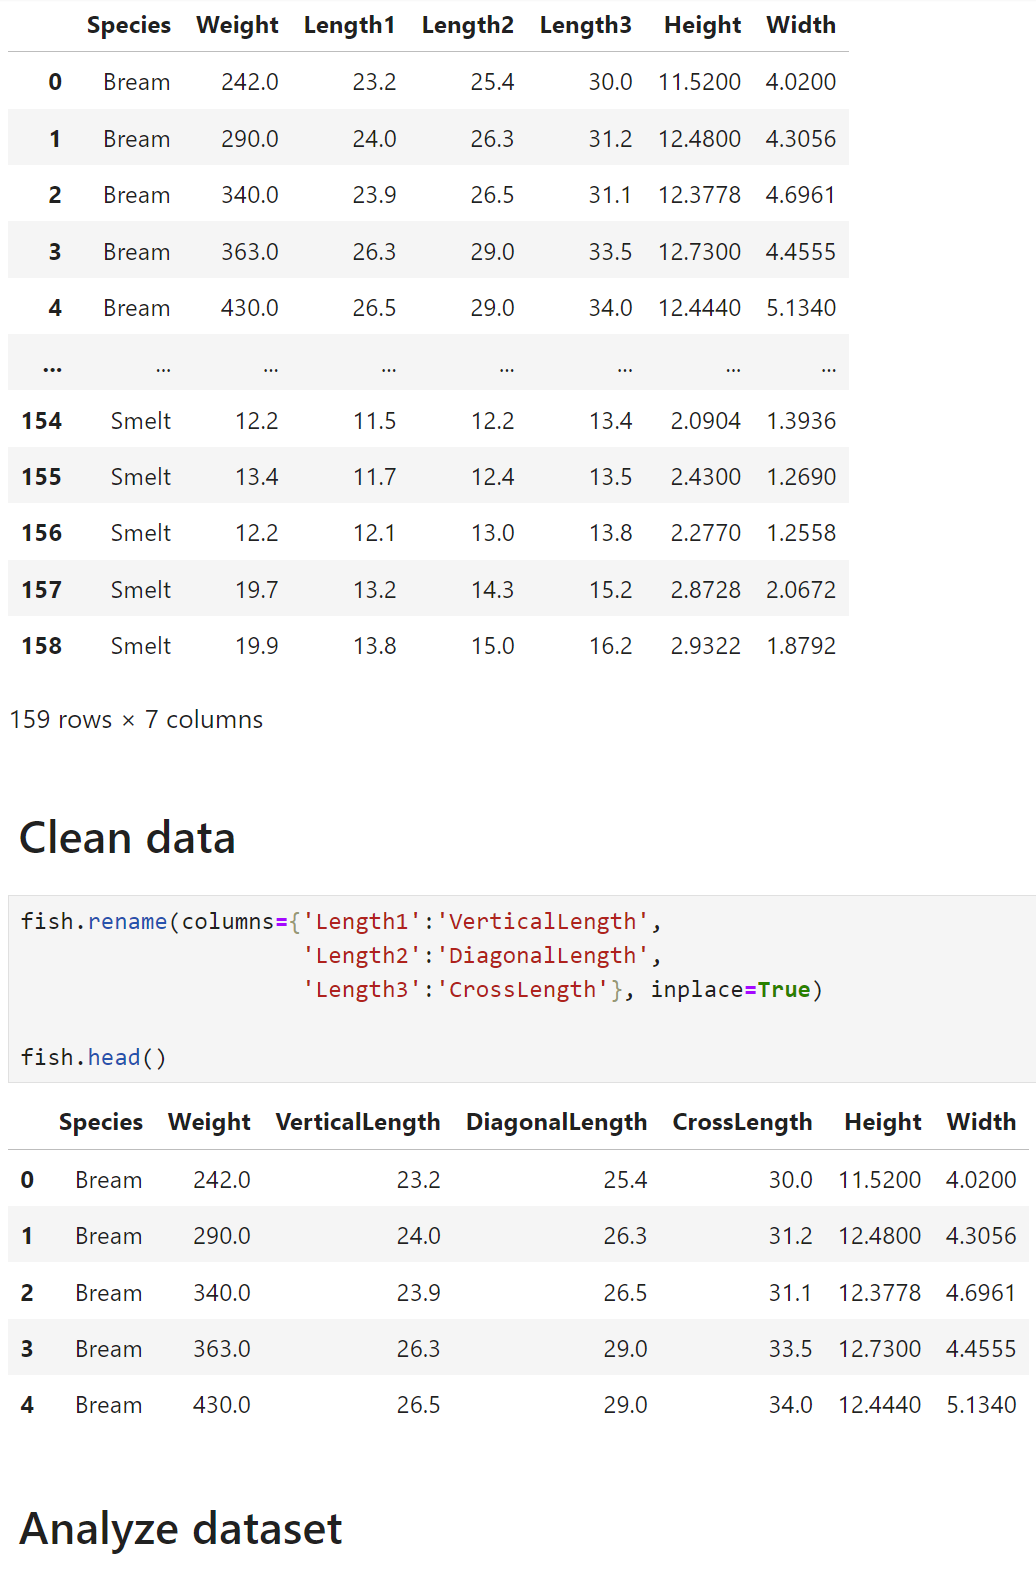 Species Weight Length1 Length2 Length3 Height Width
0 Bream 242.0 23.2 25.4 30.0 11.5200 4.0200
1 Bream 290.0 24.0 26.3 31.2 12.4800 4.3056
2 Bream 340.0 23.9 26.5 31.1 12.3778 4.6961
3 Bream 363.0 26.3 29.0 33.5 12.7300 4.4555
4 Bream 430.0 26.5 29.0 34.0 12.4440 5.1340
... ... ... ... ... ... ... ...
154 Smelt 12.2 11.5 12.2 13.4 2.0904 1.3936
155 Smelt 13.4 11.7 12.4 13.5 2.4300 1.2690
156 Smelt 12.2 12.1 13.0 13.8 2.2770 1.2558
157 Smelt 19.7 13.2 14.3 15.2 2.8728 2.0672
158 Smelt 19.9 13.8 15.0 16.2 2.9322 1.8792
159 rows × 7 columns
Clean data
fish.rename(columns={'Length1':'VerticalLength',
'Length2':'DiagonalLength',
'Length3':'CrossLength'}, inplace=True)
fish.head()
Species Weight VerticalLength DiagonalLength CrossLength Height Width
0 Bream 242.0 23.2 25.4 30.0 11.5200 4.0200
1 Bream 290.0 24.0 26.3 31.2 12.4800 4.3056
2 Bream 340.0 23.9 26.5 31.1 12.3778 4.6961
3 Bream 363.0 26.3 29.0 33.5 12.7300 4.4555
4 Bream 430.0 26.5 29.0 34.0 12.4440 5.1340
Analyze dataset